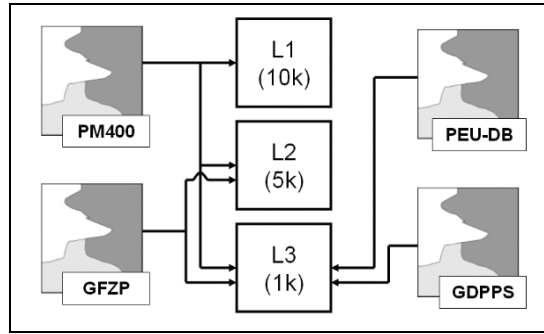 PM400
L1
(10k)
PEU-DB
L2
(5k)
GFZP
L3
(1k)
GDPPS